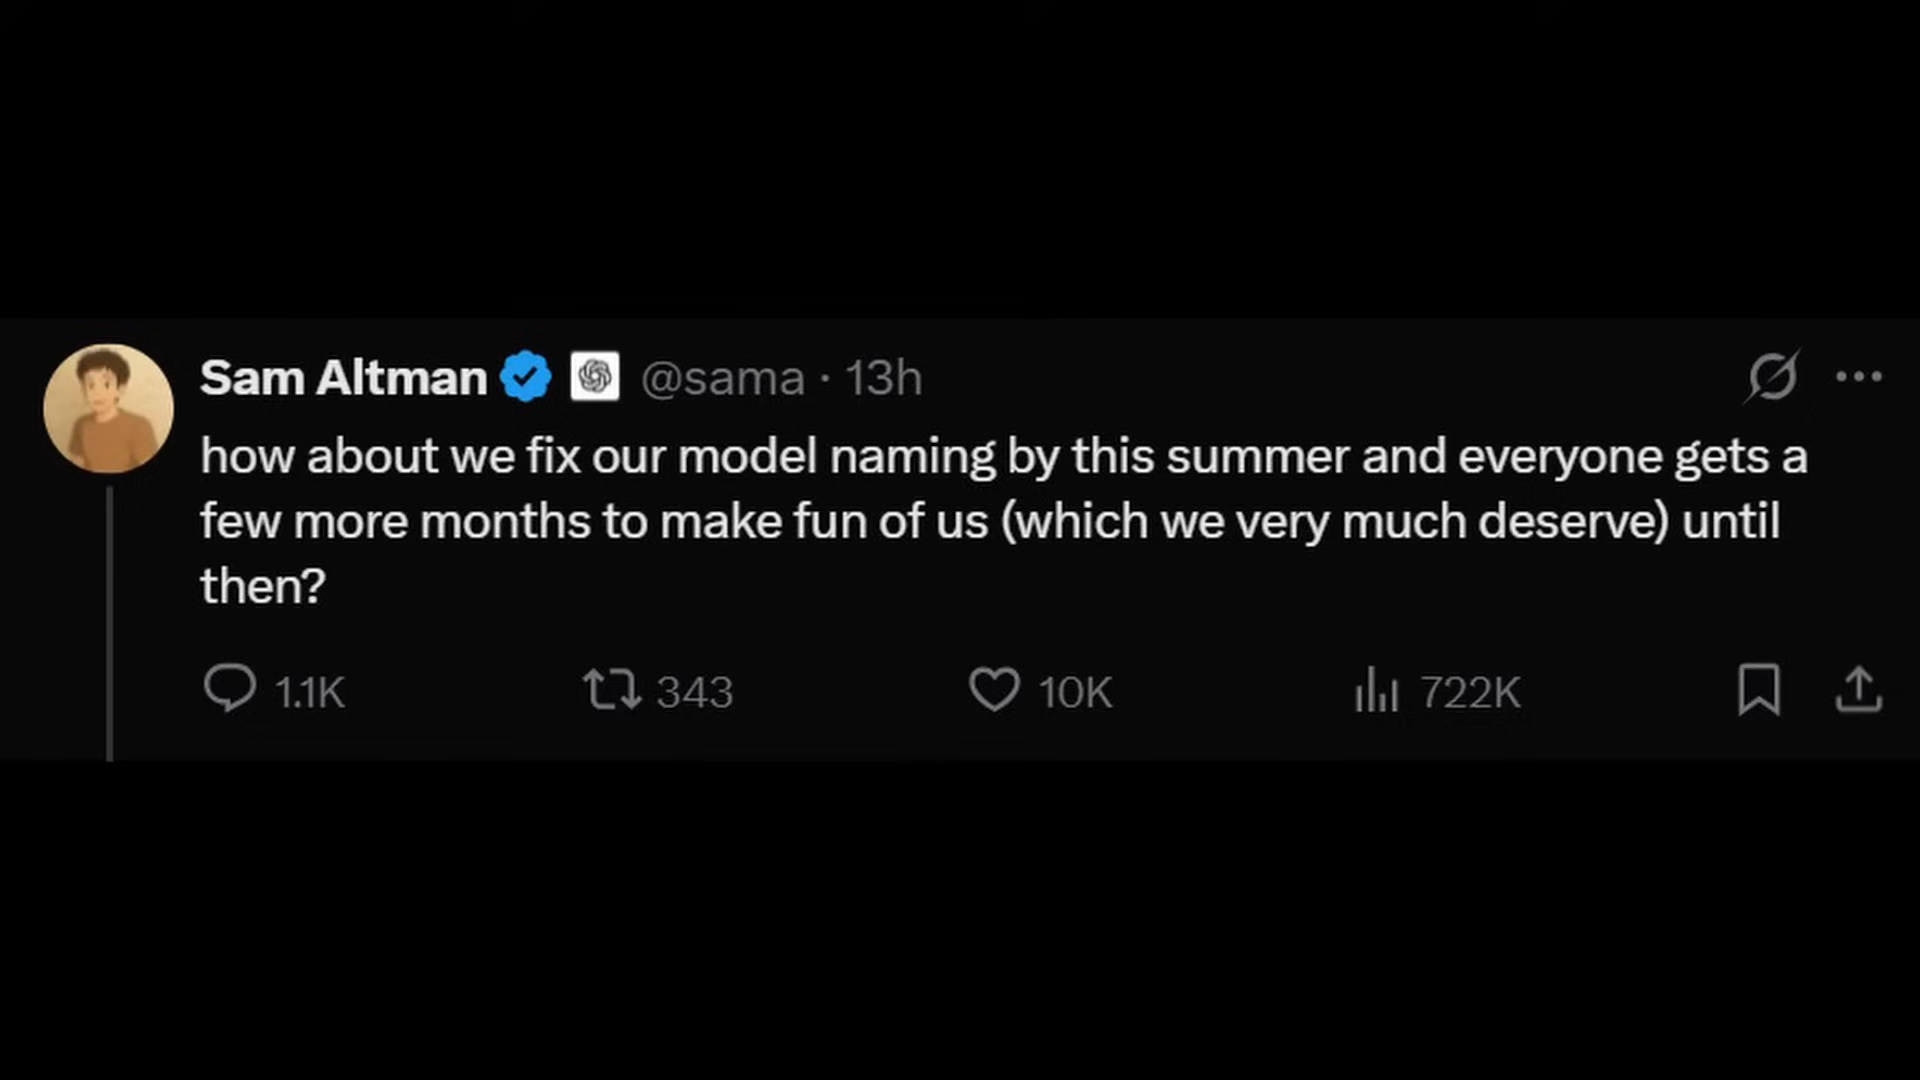 Sam Altman @sama · 13h
how about we fix our model naming by this summer and everyone gets a
few more months to make fun of us (which we very much deserve) until
then?
1.1K 343 10K 722K